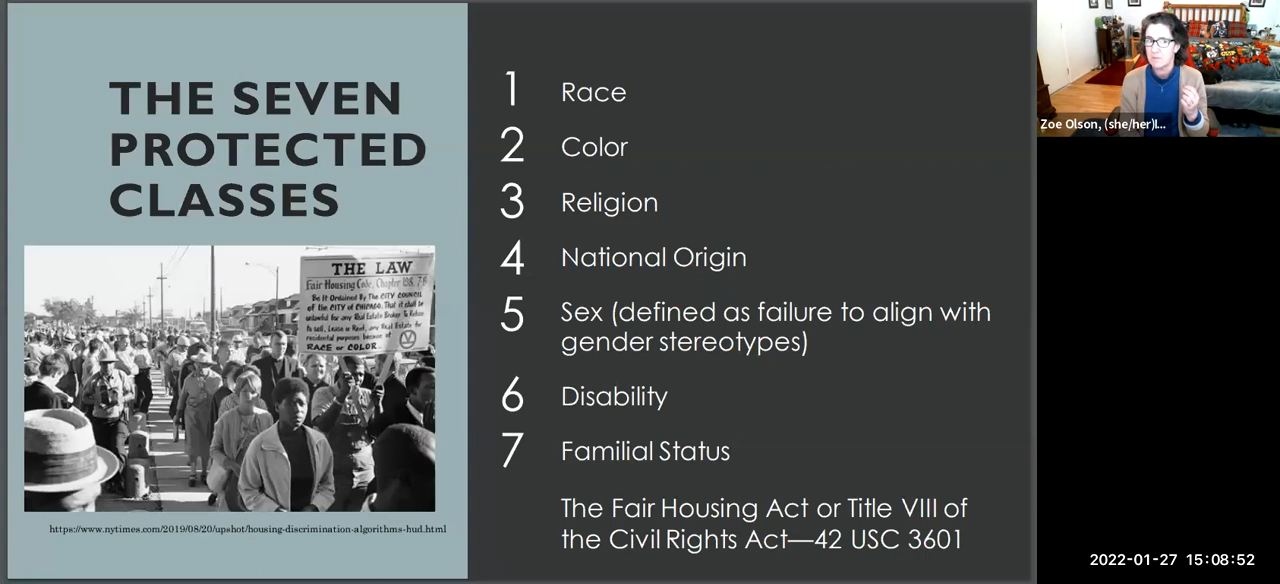 THE SEVEN
PROTECTED
CLASSES
THE LAW
Fair Housing Code, Chapter 198.7-B
Be It Ordained By The CITY COUNCIL
of the CITY of CHICAGO. That it shall be
unlawful for any Real Estate Broker To Refuse
to sell, Lease or Rent, any Real Estate for
residential purposes because of
RACE or COLOR.
https://www.nytimes.com/2019/08/20/upshot/housing-discrimination-algorithms-hud.html
1 Race
2 Color
3 Religion
4 National Origin
5 Sex (defined as failure to align with
gender stereotypes)
6 Disability
7 Familial Status
The Fair Housing Act or Title VIII of
the Civil Rights Act—42 USC 3601
Zoe Olson, (she/her)I...
2022-01-27 15:08:52